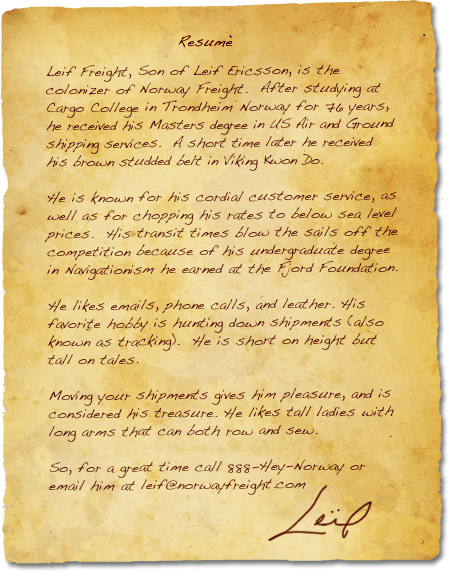 Resumè
Leif Freight, Son of Leif Ericsson, is the
colonizer of Norway Freight. After studying at
Cargo College in Trondheim Norway for 76 years,
he received his Masters degree in US Air and Ground
shipping services. A short time later he received
his brown studded belt in Viking Kwon Do.
He is known for his cordial customer service, as
well as for chopping his rates to below sea level
prices. His transit times blow the sails off the
competition because of his undergraduate degree
in Navigationism he earned at the Fjord Foundation.
He likes emails, phone calls, and leather. His
favorite hobby is hunting down shipments (also
known as tracking). He is short on height but
tall on tales.
Moving your shipments gives him pleasure, and is
considered his treasure. He likes tall ladies with
long arms that can both row and sew.
So, for a great time call 888-Hey-Norway or
email him at leif@norwayfreight.com
Leif